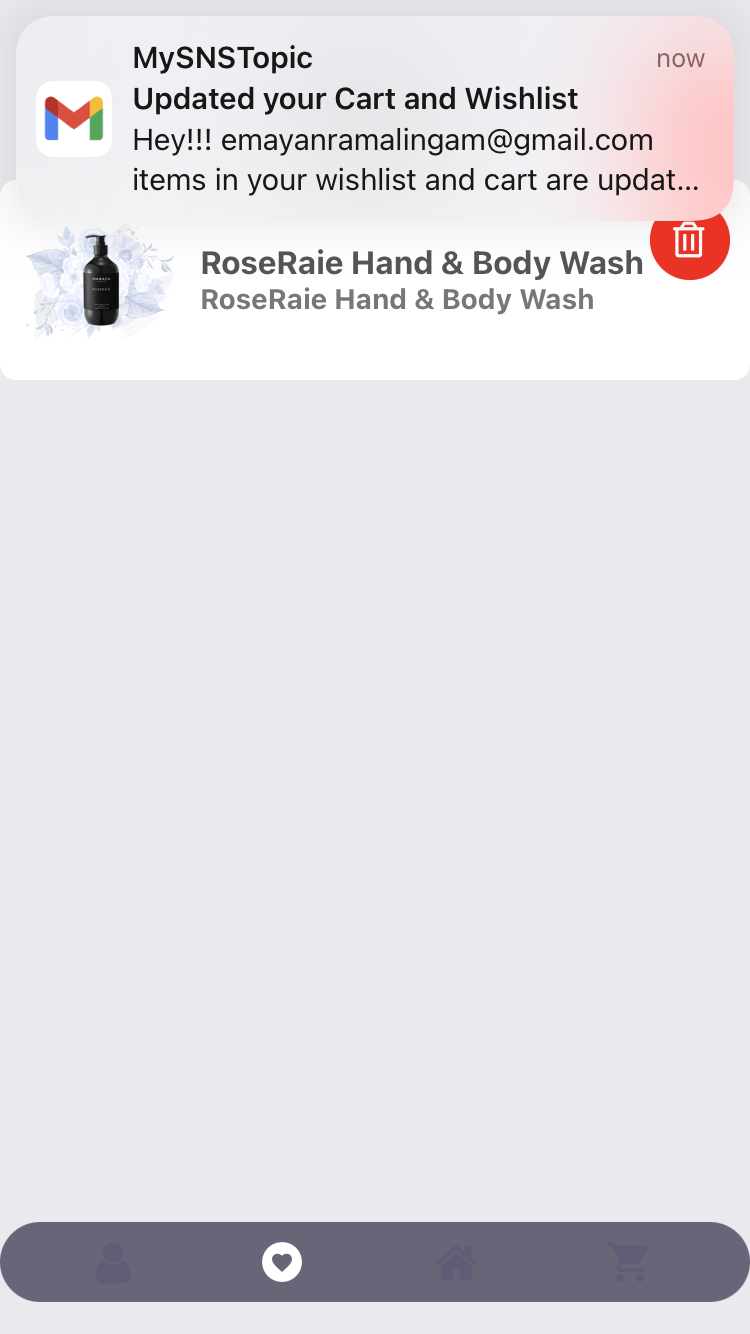 MySNSTopic
now
Updated your Cart and Wishlist
Hey!!! emayanramalingam@gmail.com
items in your wishlist and cart are updat...
RoseRaie Hand & Body Wash
RoseRaie Hand & Body Wash